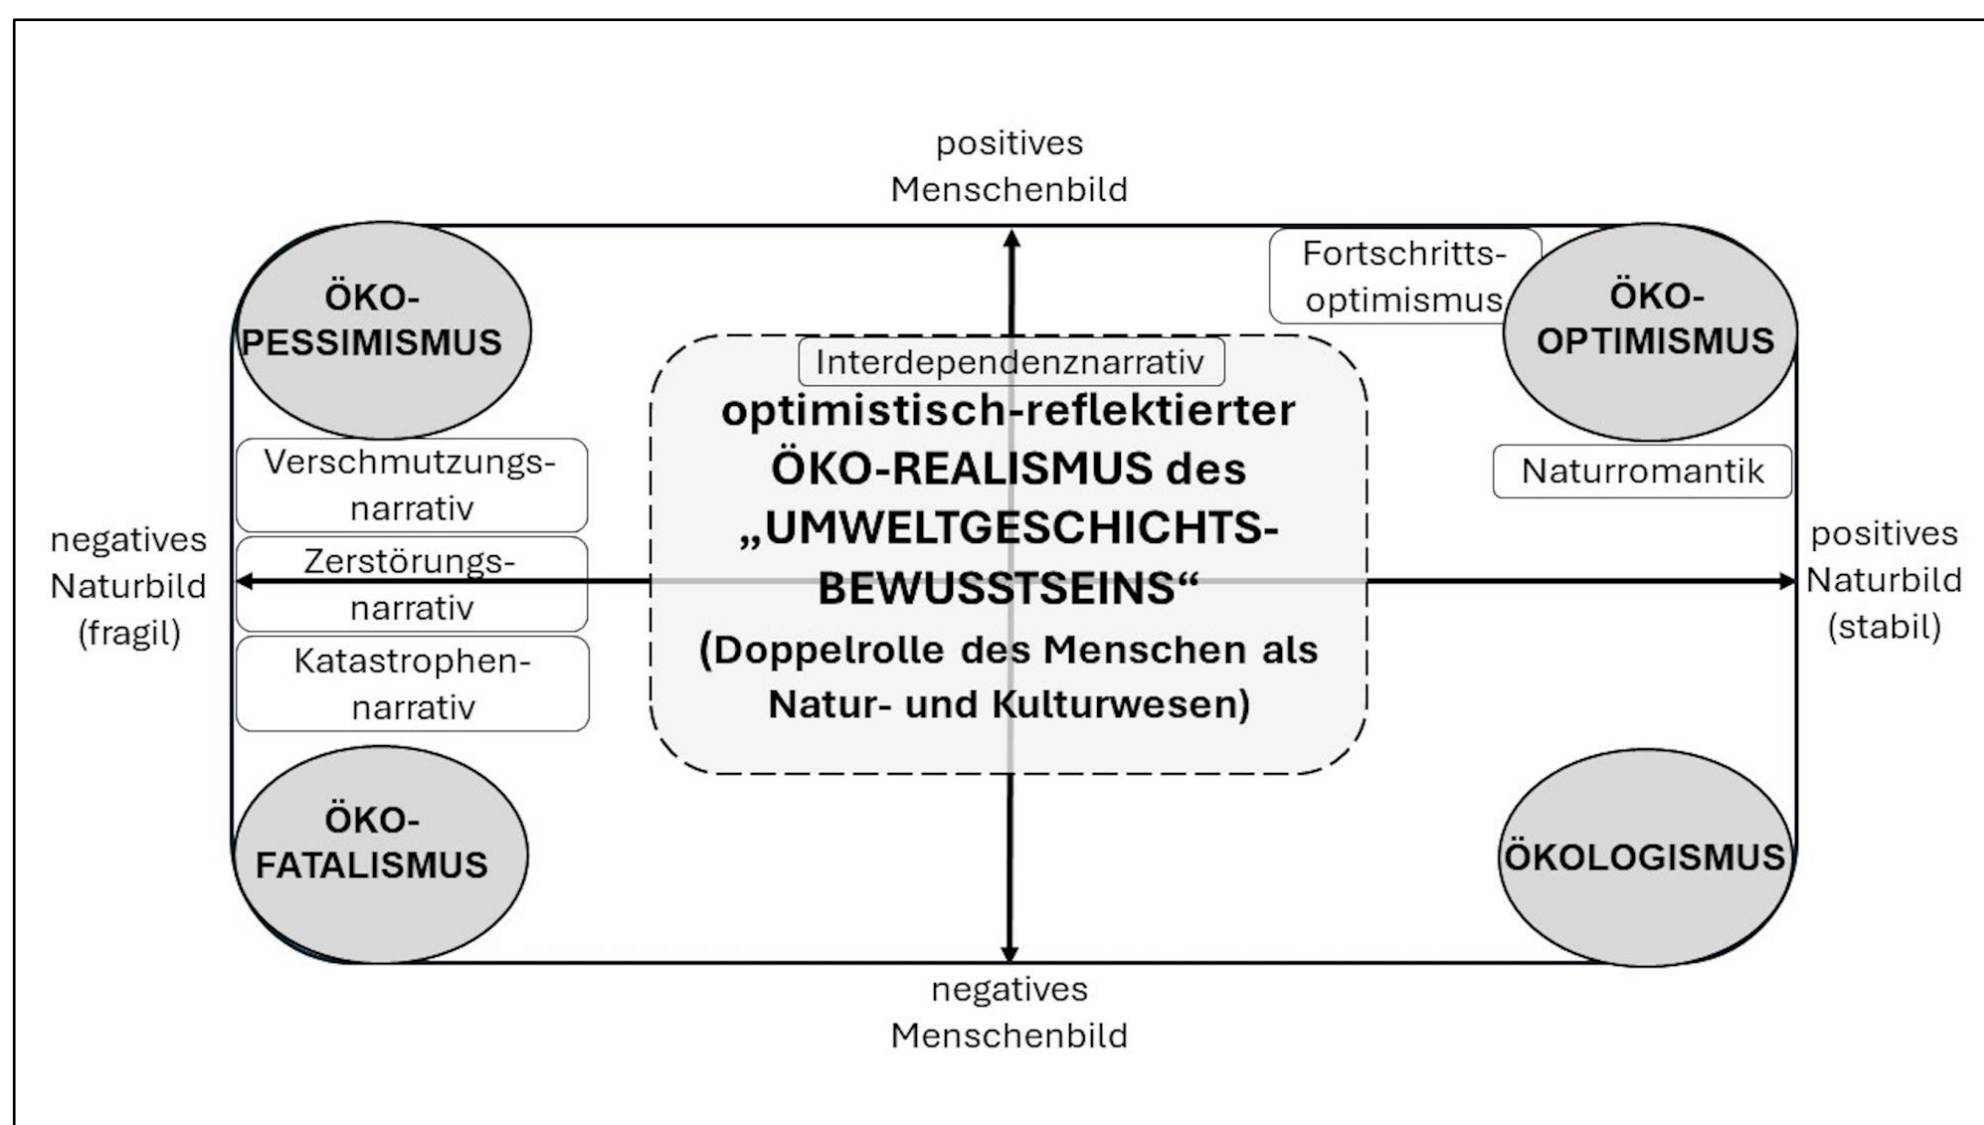 positives
Menschenbild
ÖKO-
PESSIMISMUS
Fortschritts-
optimismus
ÖKO-
OPTIMISMUS
Interdependenznarrativ
optimistisch-reflektierter
ÖKO-REALISMUS des
„UMWELTGESCHICHTS-
BEWUSSTSEINS“
(Doppelrolle des Menschen als
Natur- und Kulturwesen)
Verschmutzungs-
narrativ
Zerstörungs-
narrativ
Katastrophen-
narrativ
Naturromantik
negatives
Naturbild
(fragil)
positives
Naturbild
(stabil)
ÖKO-
FATALISMUS
ÖKOLOGISMUS
negatives
Menschenbild